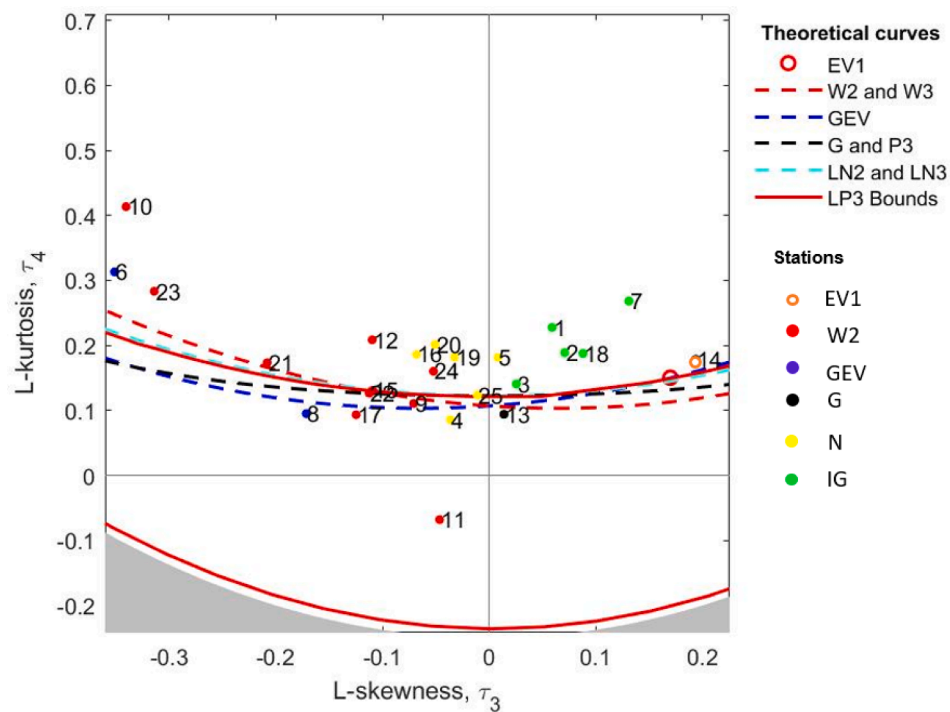 0.7
0.6
0.5
0.4
0.3
0.2
0.1
0
-0.1
-0.2
L-kurtosis, τ4
-0.3
-0.2
-0.1
0
0.1
0.2
L-skewness, τ3
10
6
23
7
1
12
20
16
19
5
2
18
14
21
24
3
15
22
9
25
8
17
4
13
11
Theoretical curves
EV1
W2 and W3
GEV
G and P3
LN2 and LN3
LP3 Bounds
Stations
EV1
W2
GEV
G
N
IG